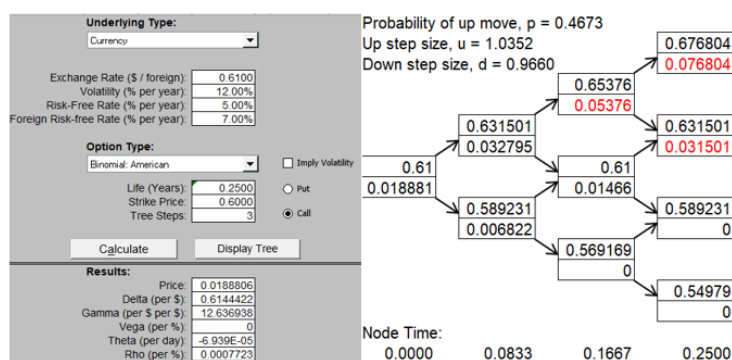 Underlying Type:
Currency
Exchange Rate ($ / foreign): 0.6100
Volatility (% per year): 12.00%
Risk-Free Rate (% per year): 5.00%
Foreign Risk-free Rate (% per year): 7.00%
Option Type:
Binomial: American
Imply Volatility
Life (Years): 0.2500
Put
Strike Price: 0.6000
Tree Steps: 3
Call
Calculate
Display Tree
Results:
Price: 0.0188806
Delta (per $): 0.6144422
Gamma (per $ per $): 12.636938
Vega (per %): 0
Theta (per day): -6.939E-05
Rho (per %): 0.0007723
Probability of up move, p = 0.4673
Up step size, u = 1.0352
Down step size, d = 0.9660
0.676804
0.076804
0.65376
0.05376
0.631501
0.032795
0.631501
0.031501
0.61
0.018881
0.61
0.01466
0.589231
0.006822
0.589231
0
0.569169
0
0.54979
0
Node Time:
0.0000 0.0833 0.1667 0.2500